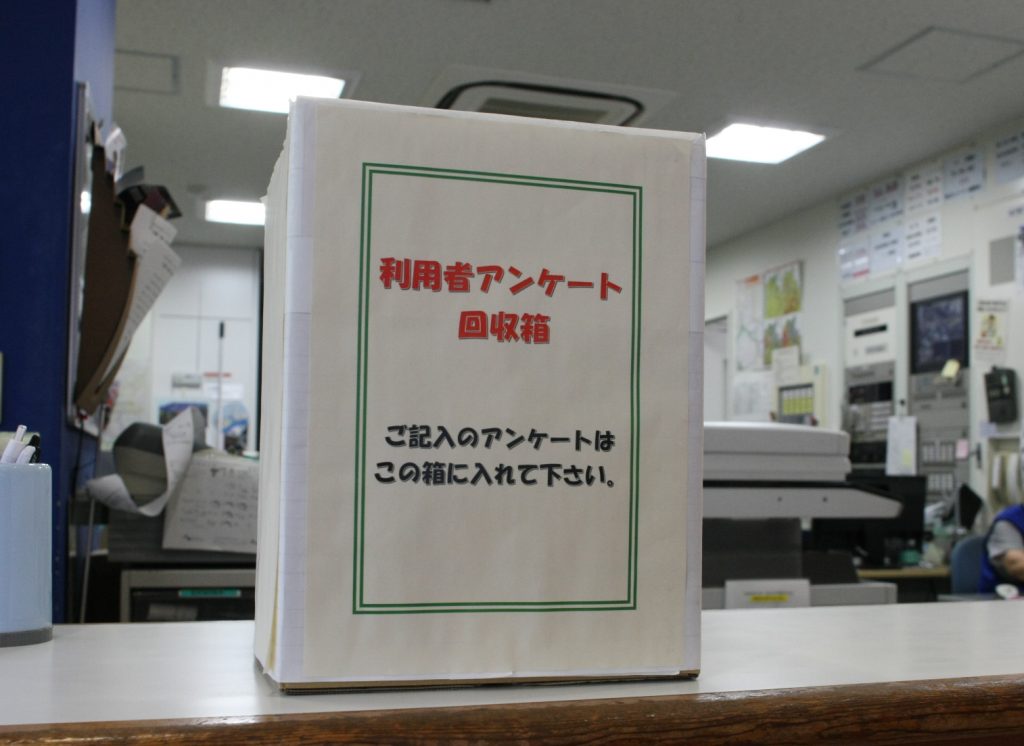 利用者アンケート
回収箱
ご記入のアンケートは
この箱に入れて下さい。